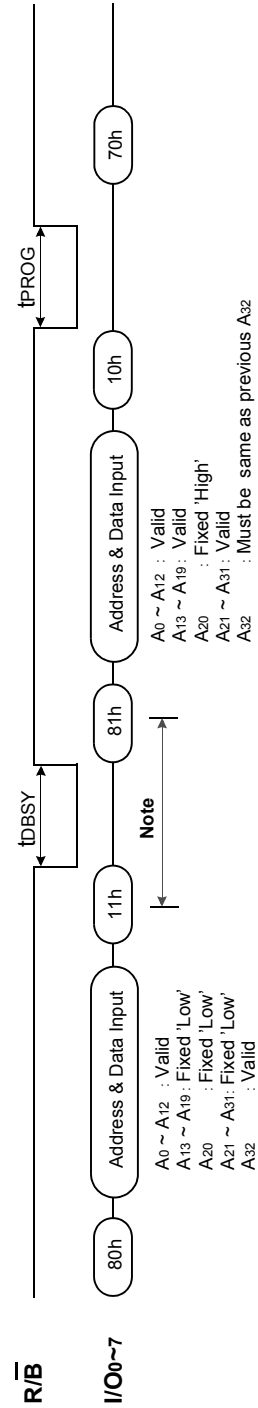 R/B
tDBSY
tPROG
I/O0~7
80h
Address & Data Input
11h
81h
Address & Data Input
10h
70h
Note
A0 ~ A12 : Valid
A13 ~ A19 : Fixed 'Low'
A20 : Fixed 'Low'
A21 ~ A31: Fixed 'Low'
A32 : Valid
A0 ~ A12 : Valid
A13 ~ A19 : Valid
A20 : Fixed 'High'
A21 ~ A31 : Valid
A32 : Must be same as previous A32